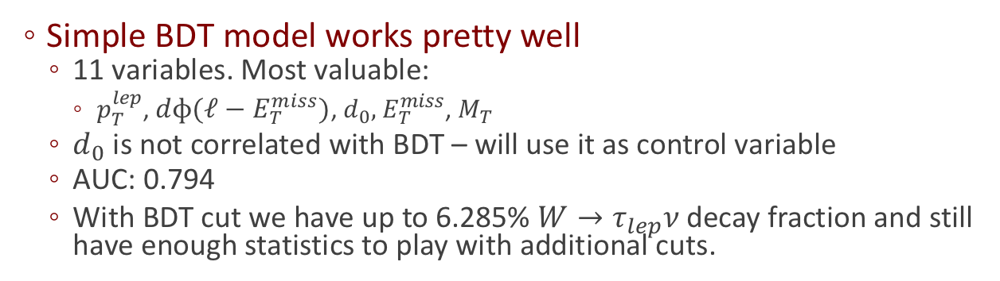 ◦ Simple BDT model works pretty well
◦ 11 variables. Most valuable:
◦ $p_T^{lep}, d\phi(\ell - E_T^{miss}), d_0, E_T^{miss}, M_T$
◦ $d_0$ is not correlated with BDT – will use it as control variable
◦ AUC: 0.794
◦ With BDT cut we have up to 6.285% $W \to \tau_{lep}\nu$ decay fraction and still
have enough statistics to play with additional cuts.